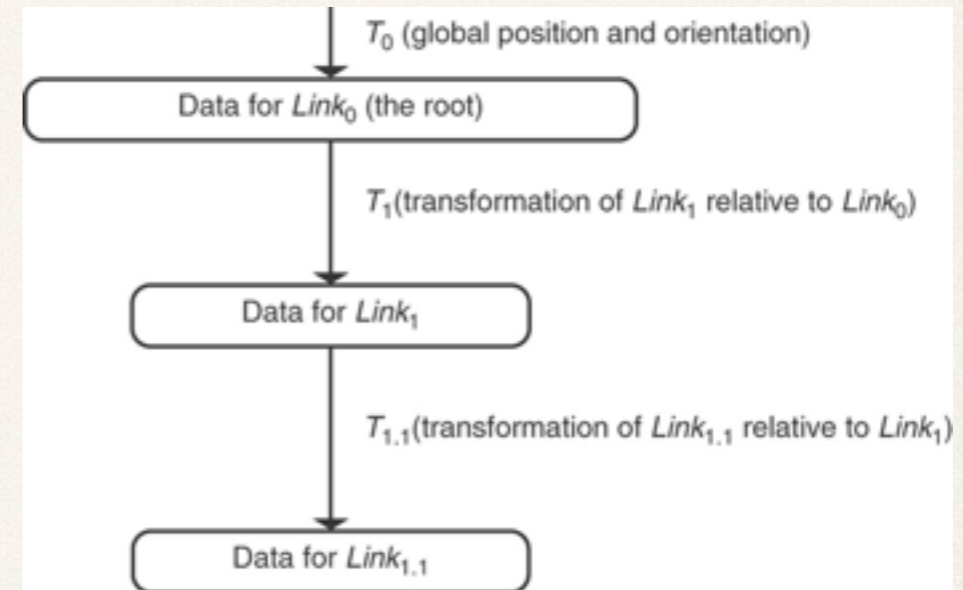 T₀ (global position and orientation)
Data for Link₀ (the root)
T₁(transformation of Link₁ relative to Link₀)
Data for Link₁
T₁.₁(transformation of Link₁.₁ relative to Link₁)
Data for Link₁.₁